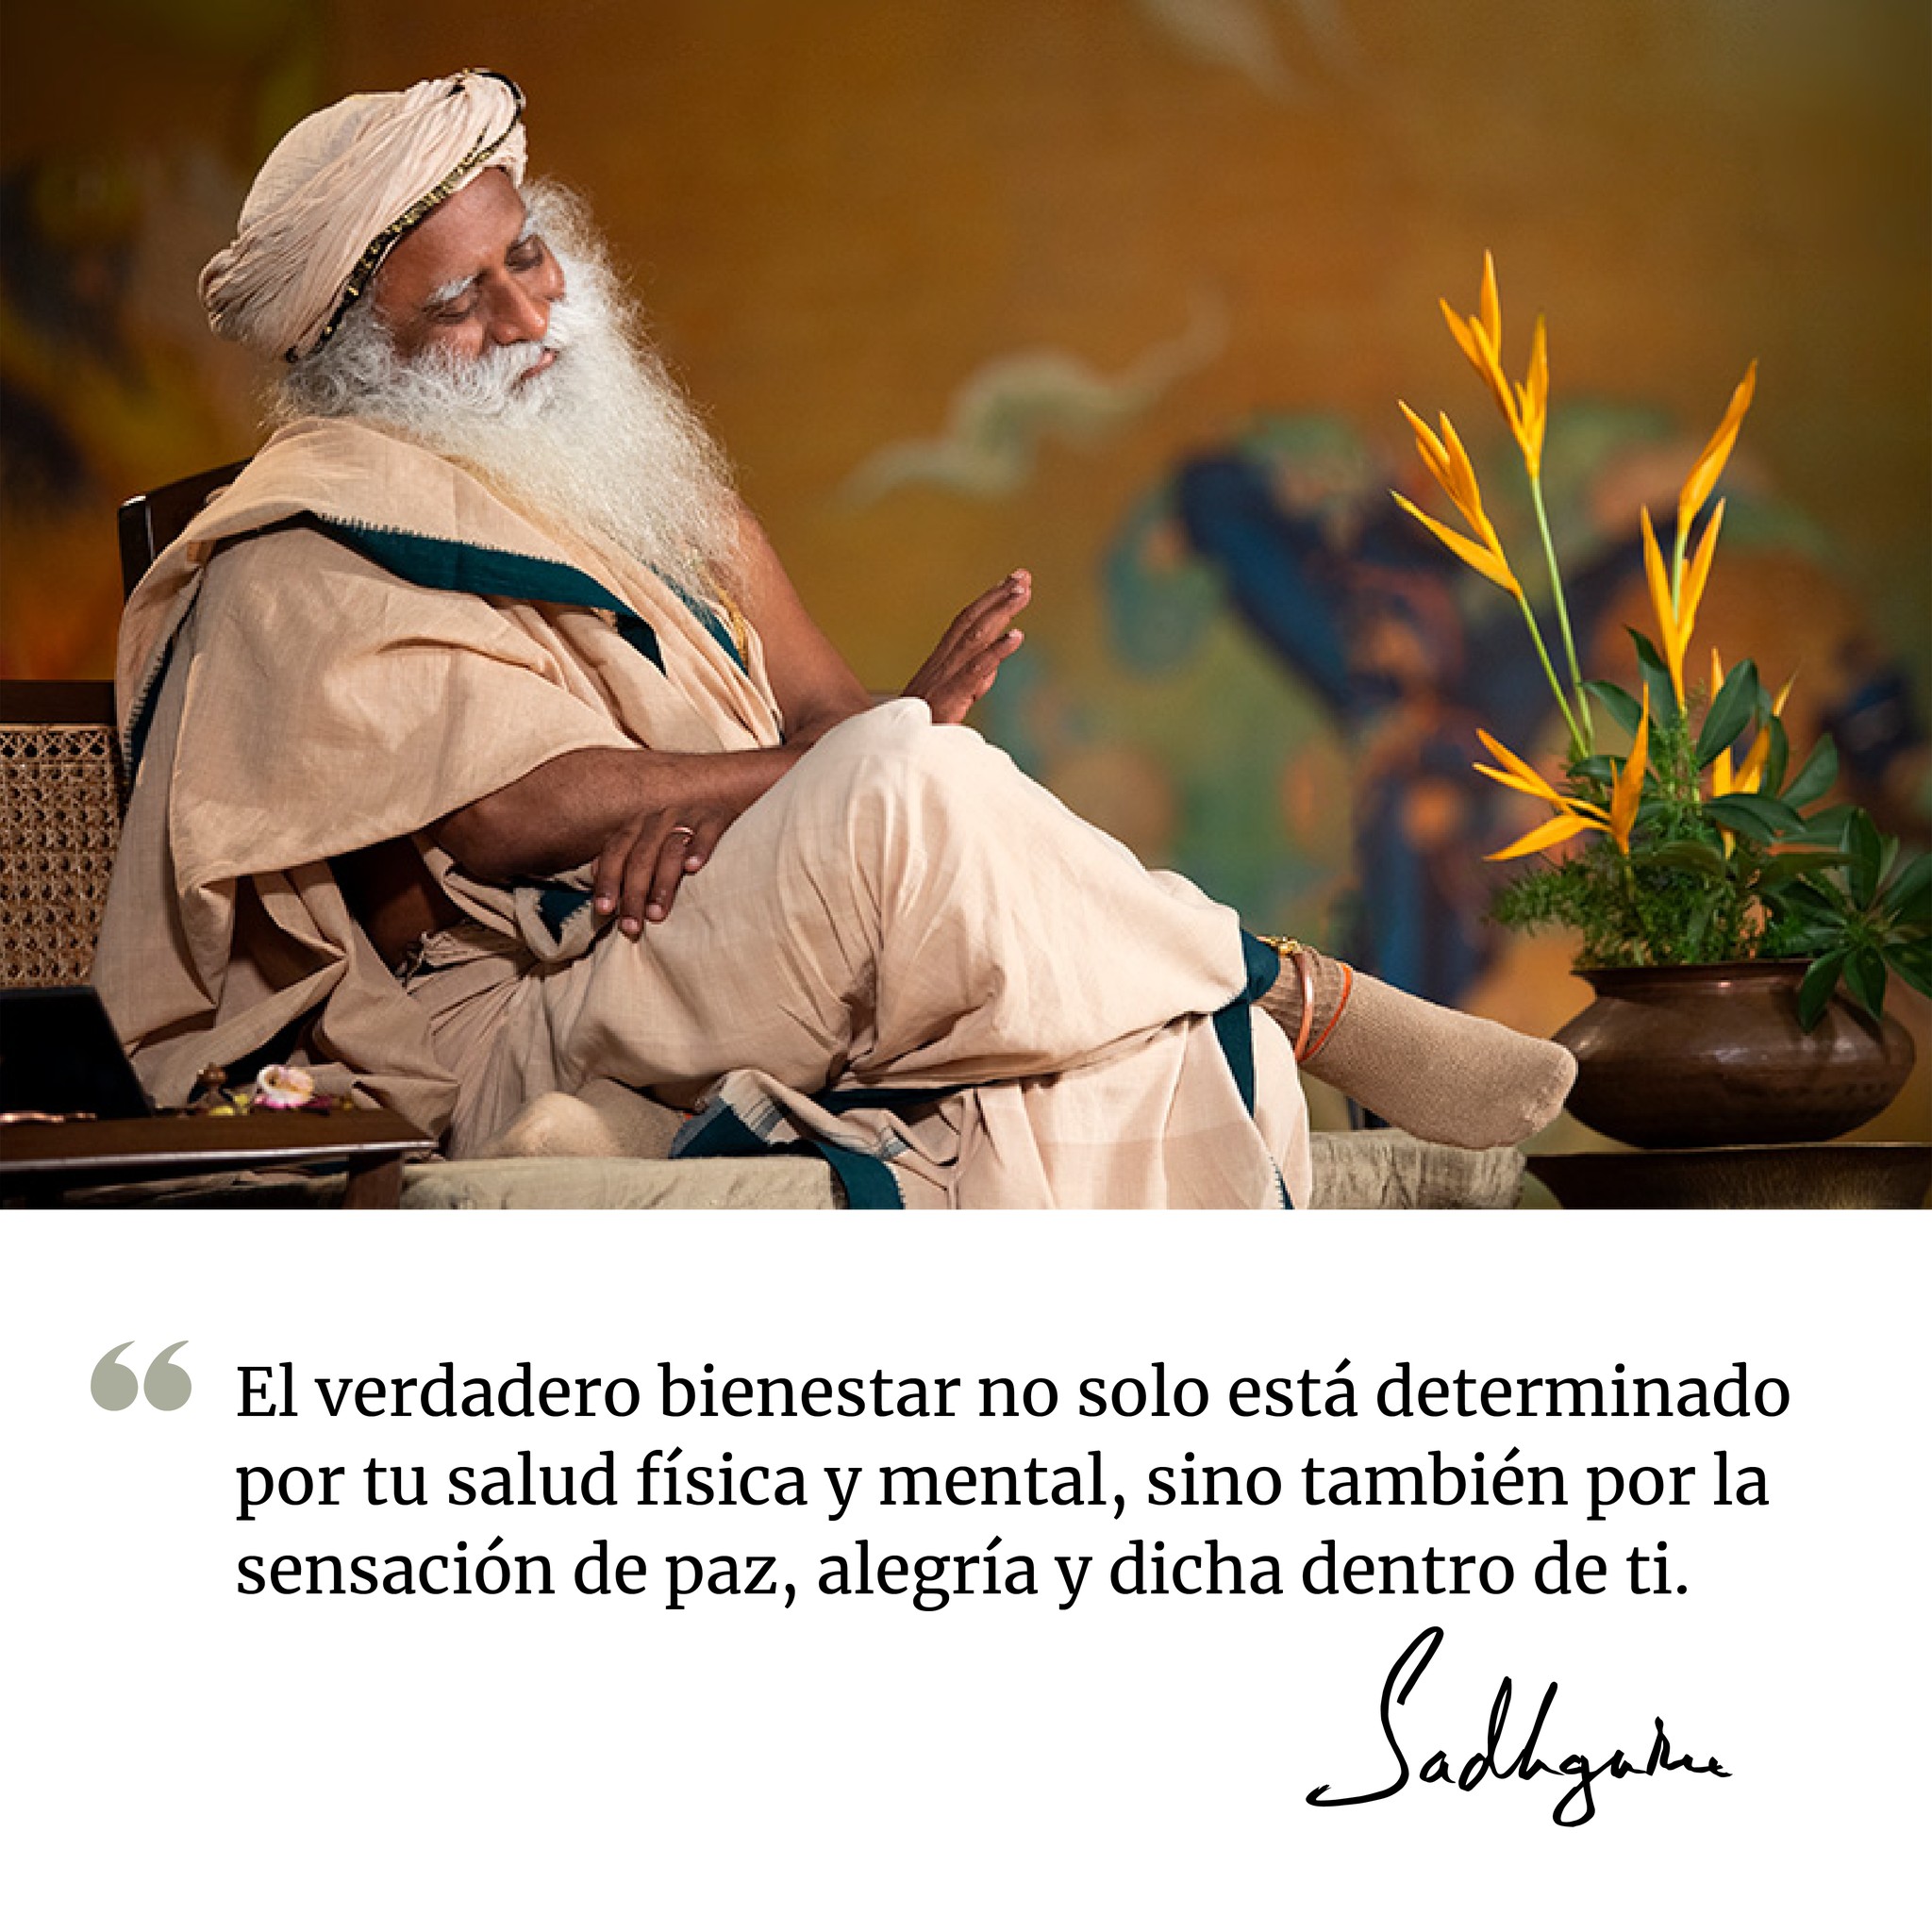 “
El verdadero bienestar no solo está determinado
por tu salud física y mental, sino también por la
sensación de paz, alegría y dicha dentro de ti.
Sadhguru